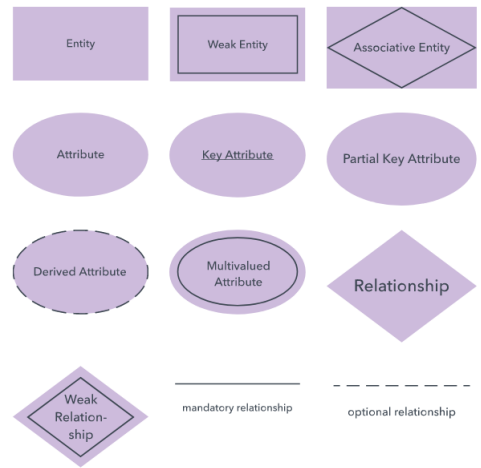 Entity
Weak Entity
Associative Entity
Attribute
Key Attribute
Partial Key Attribute
Derived Attribute
Multivalued
Attribute
Relationship
Weak
Relation-
ship
mandatory relationship
optional relationship